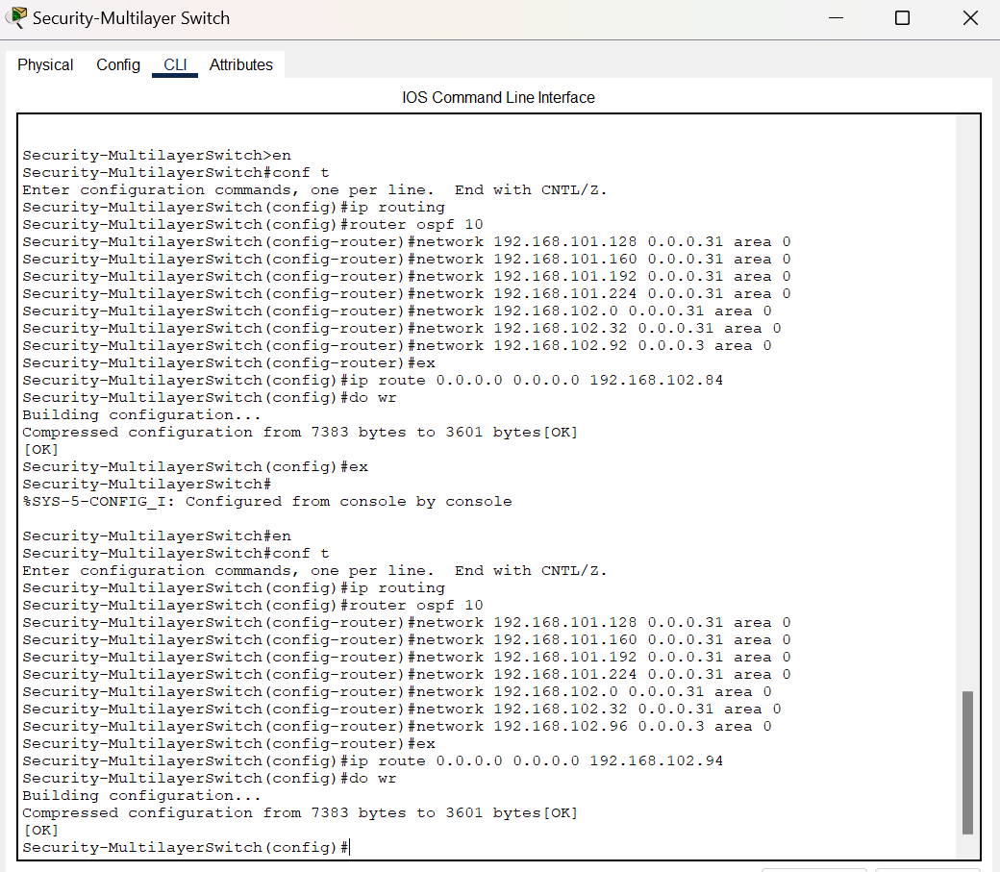 Security-Multilayer Switch
Physical Config CLI Attributes
IOS Command Line Interface
Security-MultilayerSwitch>en
Security-MultilayerSwitch#conf t
Enter configuration commands, one per line.  End with CNTL/Z.
Security-MultilayerSwitch(config)#ip routing
Security-MultilayerSwitch(config)#router ospf 10
Security-MultilayerSwitch(config-router)#network 192.168.101.128 0.0.0.31 area 0
Security-MultilayerSwitch(config-router)#network 192.168.101.160 0.0.0.31 area 0
Security-MultilayerSwitch(config-router)#network 192.168.101.192 0.0.0.31 area 0
Security-MultilayerSwitch(config-router)#network 192.168.101.224 0.0.0.31 area 0
Security-MultilayerSwitch(config-router)#network 192.168.102.0 0.0.0.31 area 0
Security-MultilayerSwitch(config-router)#network 192.168.102.32 0.0.0.31 area 0
Security-MultilayerSwitch(config-router)#network 192.168.102.92 0.0.0.3 area 0
Security-MultilayerSwitch(config-router)#ex
Security-MultilayerSwitch(config)#ip route 0.0.0.0 0.0.0.0 192.168.102.84
Security-MultilayerSwitch(config)#do wr
Building configuration...
Compressed configuration from 7383 bytes to 3601 bytes[OK]
[OK]
Security-MultilayerSwitch(config)#ex
Security-MultilayerSwitch#
%SYS-5-CONFIG_I: Configured from console by console
Security-MultilayerSwitch#en
Security-MultilayerSwitch#conf t
Enter configuration commands, one per line.  End with CNTL/Z.
Security-MultilayerSwitch(config)#ip routing
Security-MultilayerSwitch(config)#router ospf 10
Security-MultilayerSwitch(config-router)#network 192.168.101.128 0.0.0.31 area 0
Security-MultilayerSwitch(config-router)#network 192.168.101.160 0.0.0.31 area 0
Security-MultilayerSwitch(config-router)#network 192.168.101.192 0.0.0.31 area 0
Security-MultilayerSwitch(config-router)#network 192.168.101.224 0.0.0.31 area 0
Security-MultilayerSwitch(config-router)#network 192.168.102.0 0.0.0.31 area 0
Security-MultilayerSwitch(config-router)#network 192.168.102.32 0.0.0.31 area 0
Security-MultilayerSwitch(config-router)#network 192.168.102.96 0.0.0.3 area 0
Security-MultilayerSwitch(config-router)#ex
Security-MultilayerSwitch(config)#ip route 0.0.0.0 0.0.0.0 192.168.102.94
Security-MultilayerSwitch(config)#do wr
Building configuration...
Compressed configuration from 7383 bytes to 3601 bytes[OK]
[OK]
Security-MultilayerSwitch(config)#